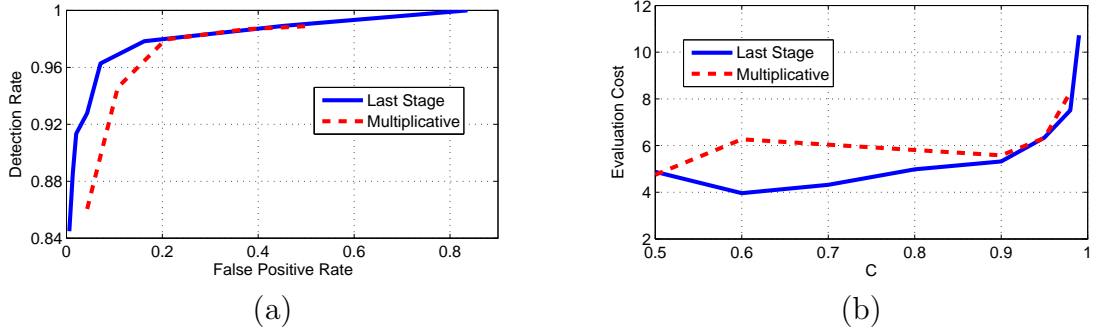 1
0.96
0.92
0.88
0.84
Detection Rate
0 0.2 0.4 0.6 0.8
False Positive Rate
Last Stage
Multiplicative
(a)
12
10
8
6
4
2
Evaluation Cost
0.5 0.6 0.7 0.8 0.9 1
C
Last Stage
Multiplicative
(b)